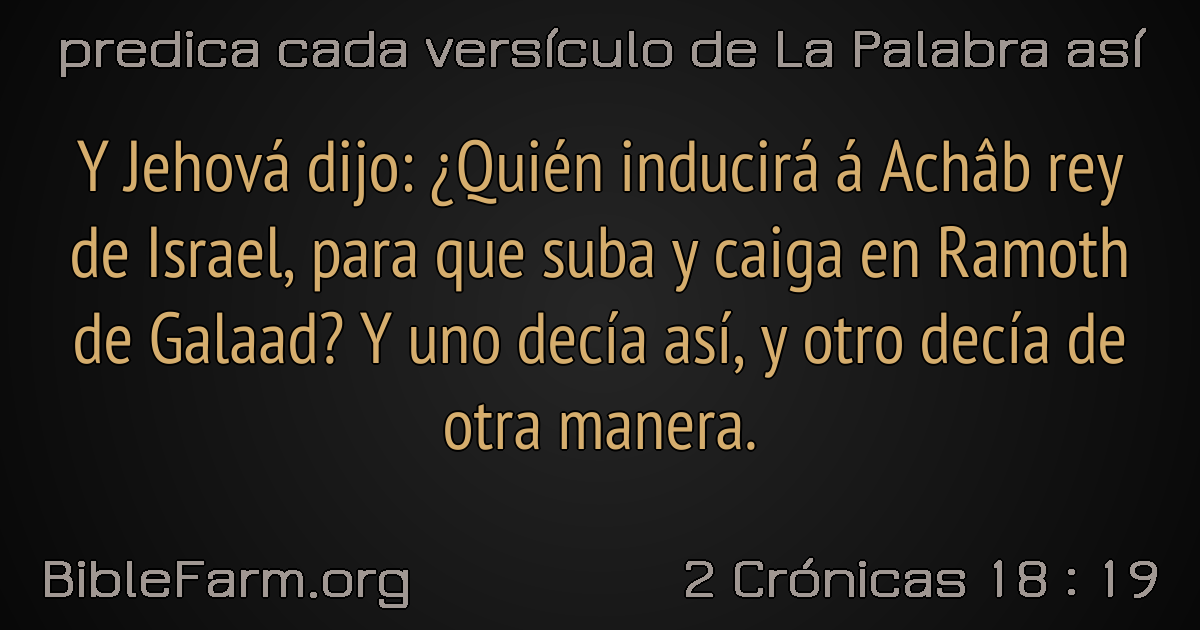 predica cada versículo de La Palabra así
Y Jehová dijo: ¿Quién inducirá á Achâb rey
de Israel, para que suba y caiga en Ramoth
de Galaad? Y uno decía así, y otro decía de
otra manera.
BibleFarm.org
2 Crónicas 18 : 19